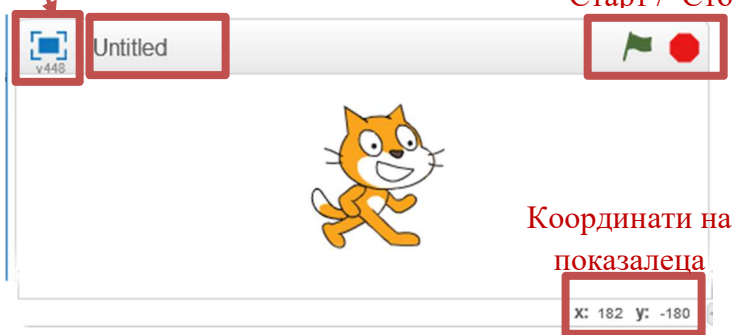 Старт / Сто
Untitled
v448
Координати на
показалеца
x: 182 y: -180